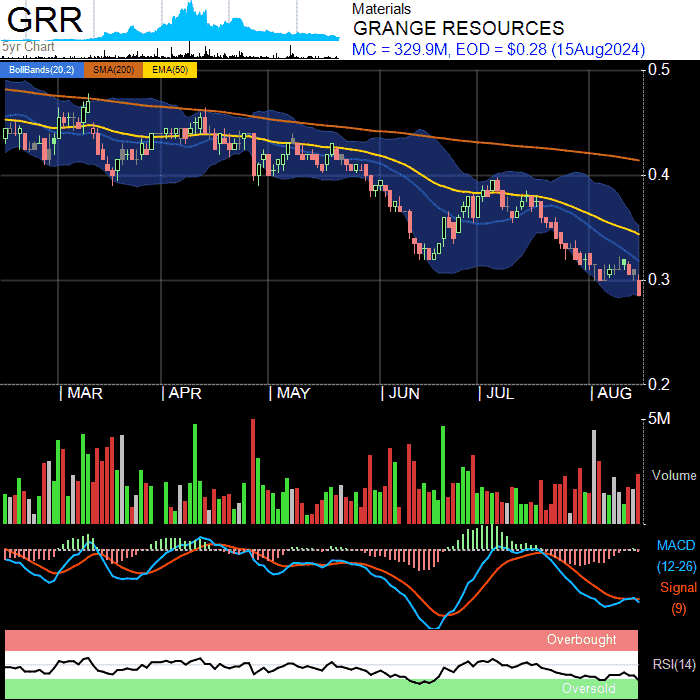 GRR
5yr Chart
Materials
GRANGE RESOURCES
MC = 329.9M, EOD = $0.28 (15Aug2024)
BollBands(20,2) SMA(200) EMA(50)
0.5
0.4
0.3
0.2
MAR APR MAY JUN JUL AUG
5M
Volume
MACD
(12-26)
Signal
(9)
Overbought
RSI(14)
Oversold